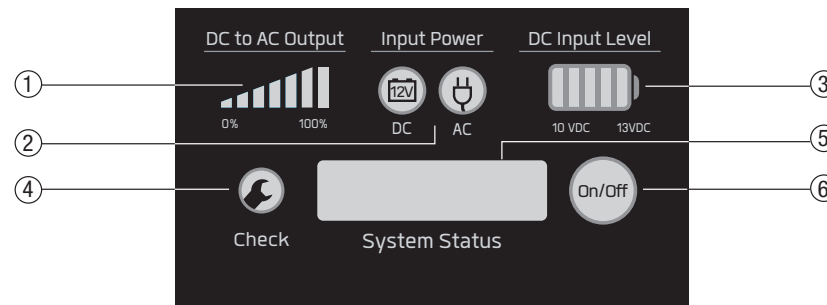 DC to AC Output Input Power DC Input Level
1 12V 3
0% 100% DC AC 10 VDC 13VDC
2 5
4 On/Off 6
Check System Status